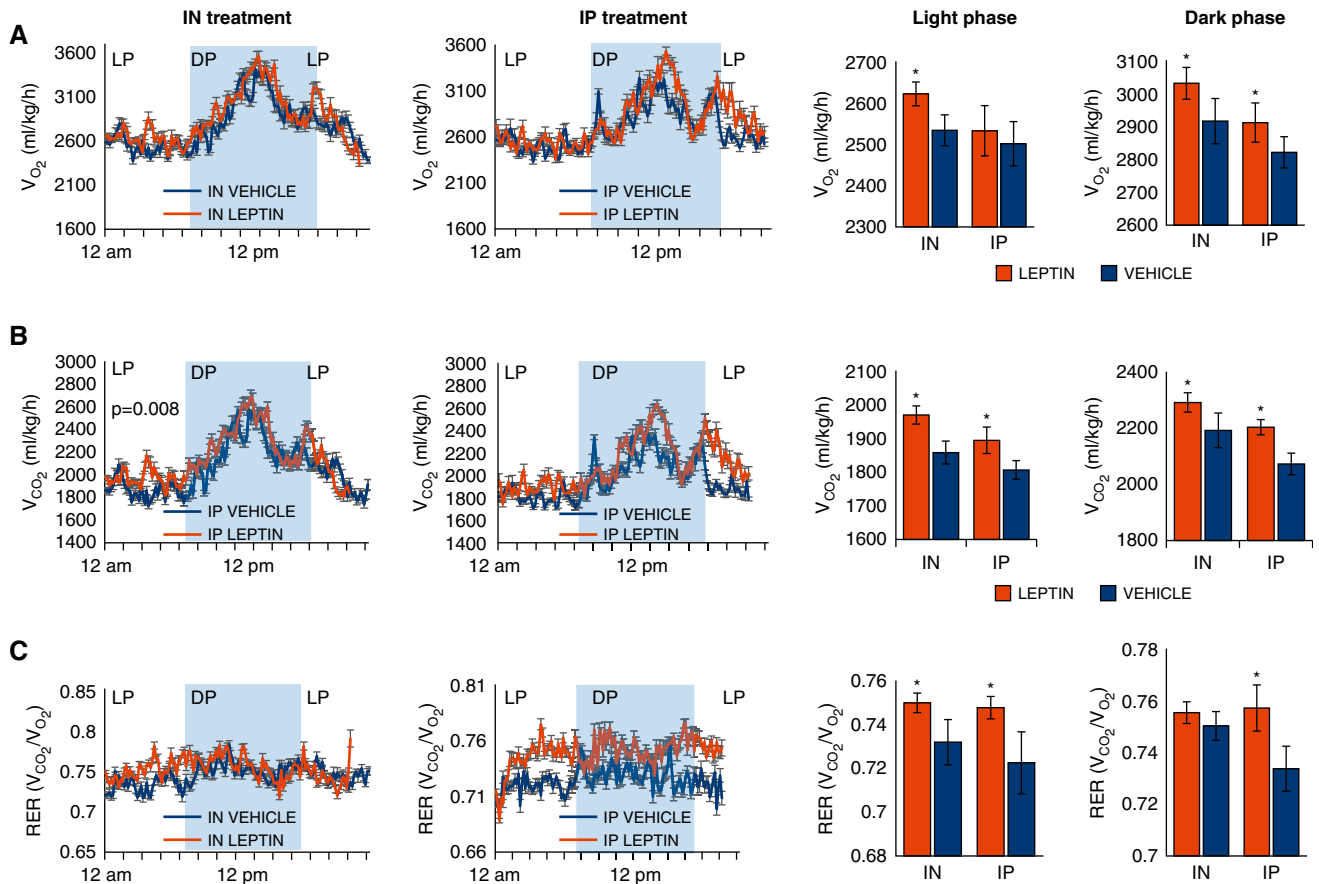 IN treatment IP treatment Light phase Dark phase
A
3600
3100
2600
2100
1600
VO2 (ml/kg/h)
LP DP LP
IN VEHICLE
IN LEPTIN
12 am 12 pm
3600
3100
2600
2100
1600
VO2 (ml/kg/h)
LP DP LP
IP VEHICLE
IP LEPTIN
12 am 12 pm
2700
2600
2500
2400
2300
VO2 (ml/kg/h)
*
IN IP
3100
3000
2900
2800
2700
2600
VO2 (ml/kg/h)
* *
IN IP
LEPTIN VEHICLE
B
3000
2800
2600
2400
2200
2000
1800
1600
1400
VCO2 (ml/kg/h)
LP DP LP
p=0.008
IP VEHICLE
IP LEPTIN
12 am 12 pm
3000
2800
2600
2400
2200
2000
1800
1600
1400
VCO2 (ml/kg/h)
LP DP LP
IP VEHICLE
IP LEPTIN
12 am 12 pm
2100
2000
1900
1800
1700
1600
VCO2 (ml/kg/h)
* *
IN IP
2400
2200
2000
1800
VCO2 (ml/kg/h)
* *
IN IP
LEPTIN VEHICLE
C
0.85
0.8
0.75
0.7
0.65
RER (VCO2/VO2)
LP DP LP
IN VEHICLE
IN LEPTIN
12 am 12 pm
0.81
0.76
0.71
0.66
RER (VCO2/VO2)
LP DP LP
IP VEHICLE
IP LEPTIN
12 am 12 pm
0.76
0.74
0.72
0.7
0.68
RER (VCO2/VO2)
* *
IN IP
0.78
0.76
0.74
0.72
0.7
RER (VCO2/VO2)
*
IN IP